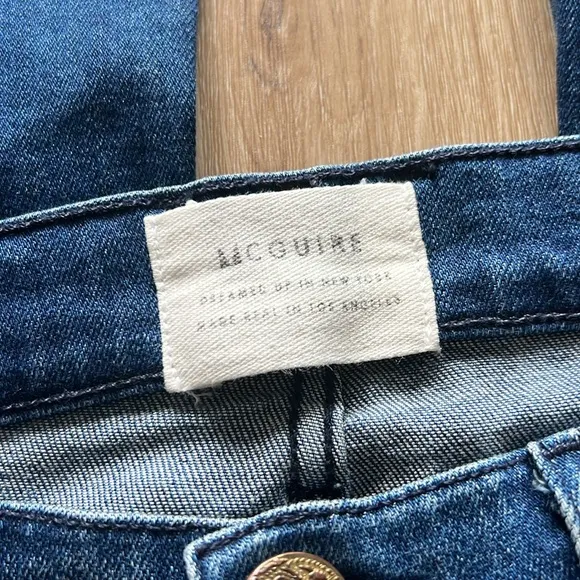 MCGUIRE
DREAMED UP IN NEW YORK
MADE REAL IN LOS ANGELES